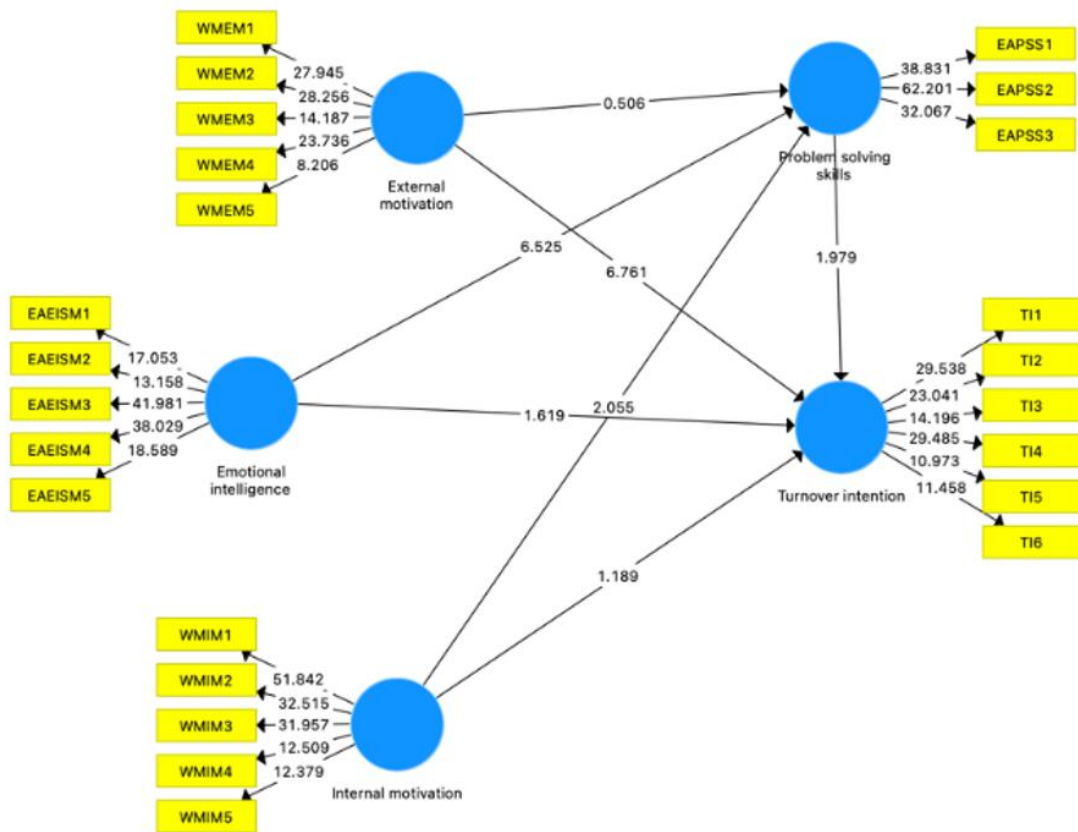 WMEM1
WMEM2
WMEM3
WMEM4
WMEM5
27.945
28.256
14.187
23.736
8.206
External
motivation
0.506
Problem solving
skills
38.831
62.201
32.067
EAPSS1
EAPSS2
EAPSS3
6.525
6.761
1.979
EAEISM1
EAEISM2
EAEISM3
EAEISM4
EAEISM5
17.053
13.158
41.981
38.029
18.589
Emotional
intelligence
1.619
2.055
Turnover intention
29.538
23.041
14.196
29.485
10.973
11.458
TI1
TI2
TI3
TI4
TI5
TI6
1.189
WMIM1
WMIM2
WMIM3
WMIM4
WMIM5
51.842
32.515
31.957
12.509
12.379
Internal motivation